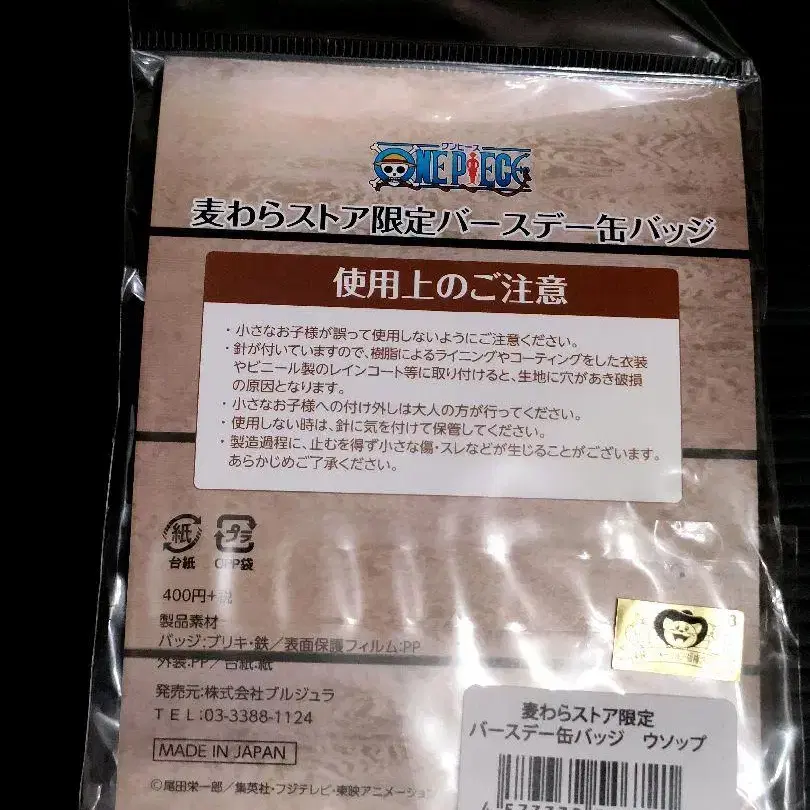 ワンピース
ONE PIECE
麦わらストア限定バースデー缶バッジ
使用上のご注意
・小さなお子様が誤って使用しないようにご注意ください。
・針が付いていますので、樹脂によるライニングやコーティングをした衣装
やビニール製のレインコート等に取り付けると、生地に穴があき破損
の原因となります。
・小さなお子様への付け外しは大人の方が行ってください。
・使用しない時は、針に気を付けて保管してください。
・製造過程に、止むを得ず小さな傷・スレなどが生じることがございます。
あらかじめご了承ください。
紙 プラ
台紙 OPP袋
400円+税
製品素材
バッジ:ブリキ・鉄／表面保護フィルム:PP
外装:PP／台紙:紙
発売元:株式会社ブルジュラ
TEL:03-3388-1124
MADE IN JAPAN
©尾田栄一郎／集英社・フジテレビ・東映アニメーション
麦わらストア限定
バースデー缶バッジ ウソップ